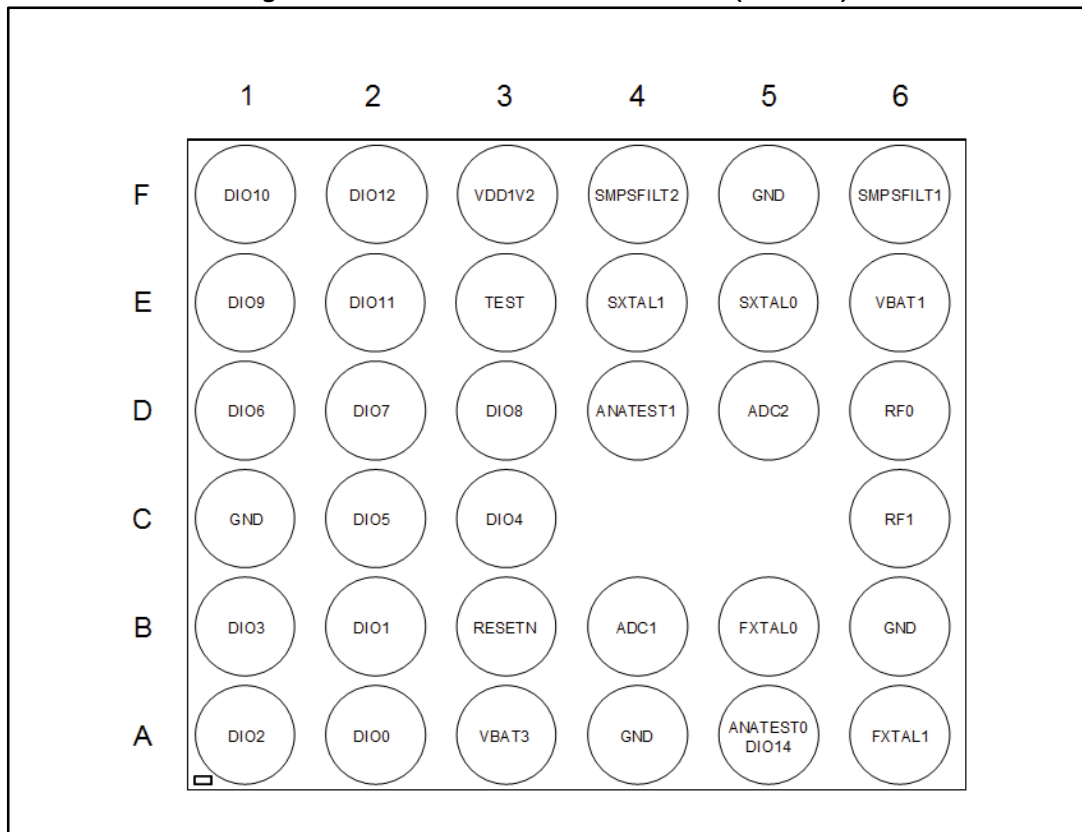 1 2 3 4 5 6
F DIO10 DIO12 VDD1V2 SMPSFILT2 GND SMPSFILT1
E DIO9 DIO11 TEST SXTAL1 SXTAL0 VBAT1
D DIO6 DIO7 DIO8 ANATEST1 ADC2 RF0
C GND DIO5 DIO4 RF1
B DIO3 DIO1 RESETN ADC1 FXTAL0 GND
A DIO2 DIO0 VBAT3 GND ANATEST0 DIO14 FXTAL1